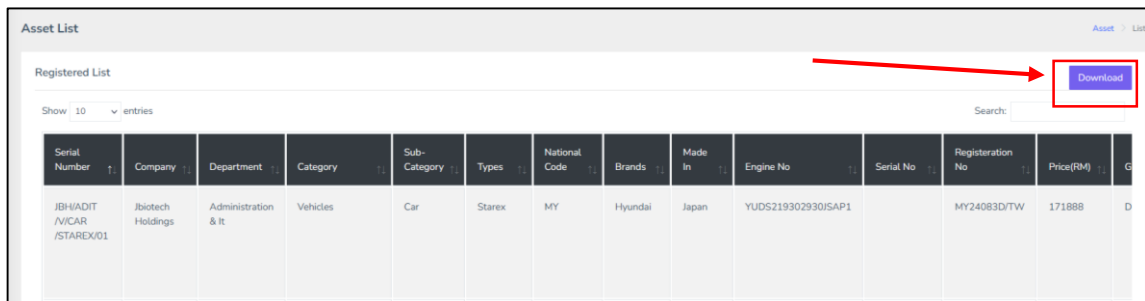 Asset List
Asset > List
Registered List
Download
Show 10 entries
Search:
Serial Number Company Department Category Sub-Category Types National Code Brands Made In Engine No Serial No Registeration No Price(RM) G
JBH/ADIT Jbiotech Administration Vehicles Car Starex MY Hyundai Japan YUDS219302930JSAP1 MY24083D/TW 171888 D
/V/CAR Holdings & It
/STAREX/01